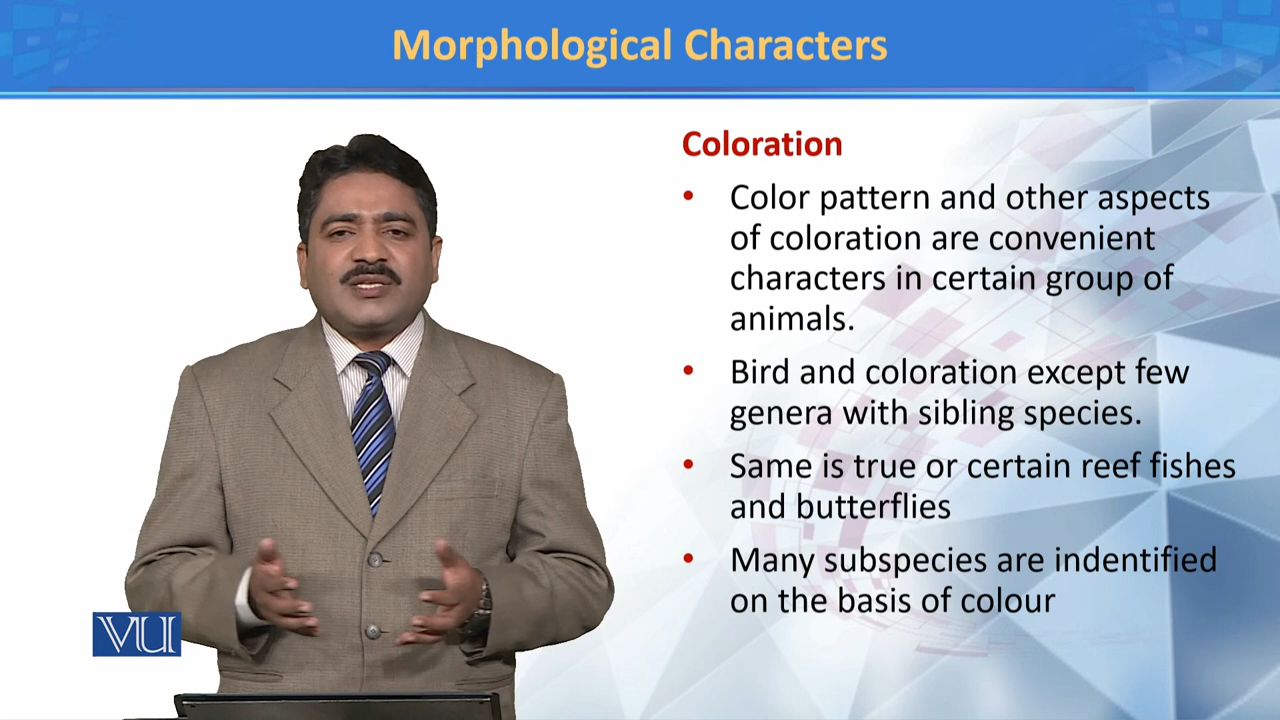 Morphological Characters
Coloration
• Color pattern and other aspects
of coloration are convenient
characters in certain group of
animals.
• Bird and coloration except few
genera with sibling species.
• Same is true or certain reef fishes
and butterflies
• Many subspecies are indentified
on the basis of colour
VU